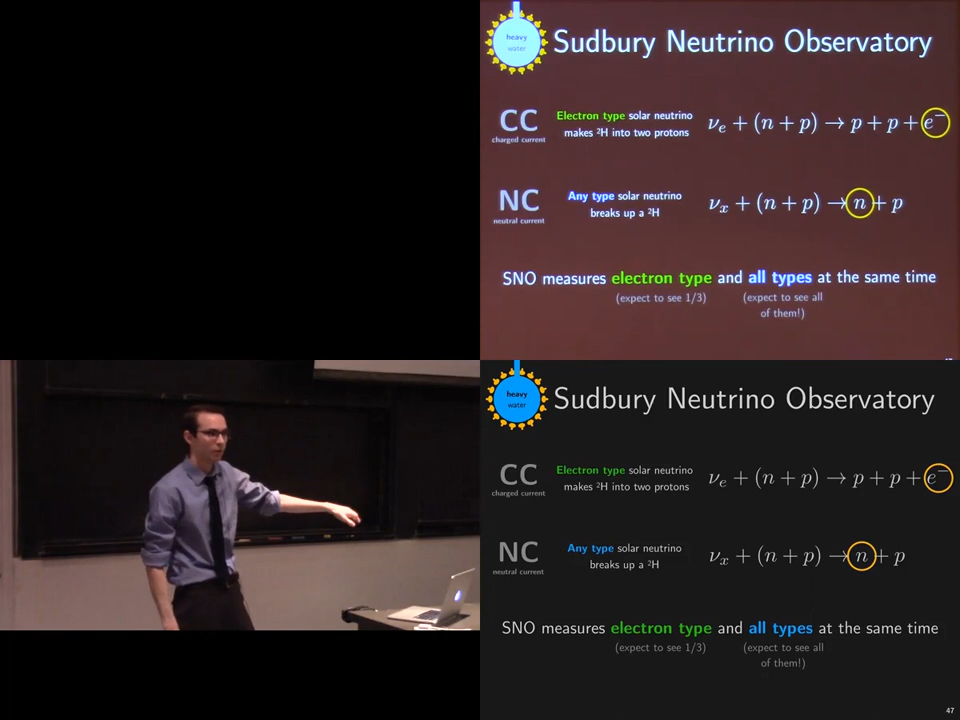 heavy
water
Sudbury Neutrino Observatory
CC
charged current
Electron type solar neutrino
makes ²H into two protons
νₑ + (n + p) → p + p + e⁻
NC
neutral current
Any type solar neutrino
breaks up a ²H
νₓ + (n + p) → n + p
SNO measures electron type and all types at the same time
(expect to see 1/3)
(expect to see all
of them!)
heavy
water
Sudbury Neutrino Observatory
CC
charged current
Electron type solar neutrino
makes ²H into two protons
νₑ + (n + p) → p + p + e⁻
NC
neutral current
Any type solar neutrino
breaks up a ²H
νₓ + (n + p) → n + p
SNO measures electron type and all types at the same time
(expect to see 1/3)
(expect to see all
of them!)
47